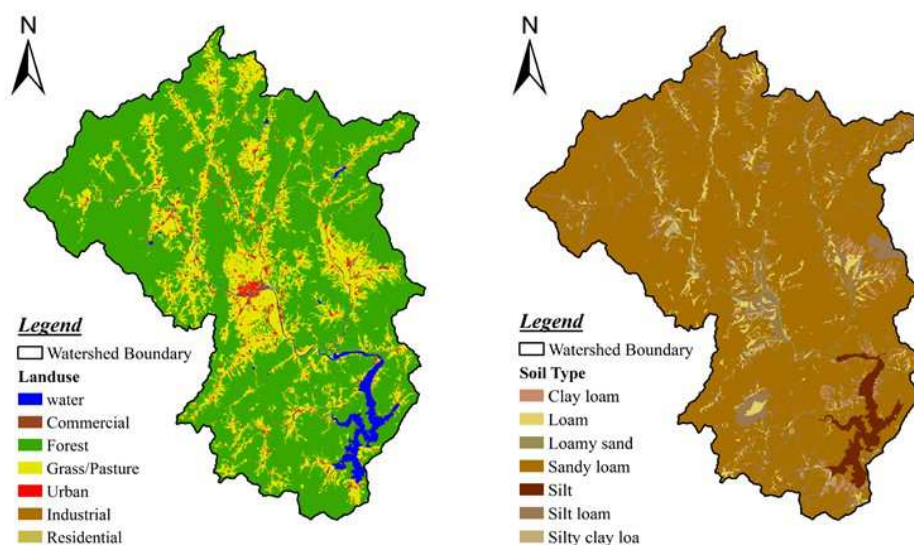 N
Legend
Watershed Boundary
Landuse
water
Commercial
Forest
Grass/Pasture
Urban
Industrial
Residential
N
Legend
Watershed Boundary
Soil Type
Clay loam
Loam
Loamy sand
Sandy loam
Silt
Silt loam
Silty clay loa